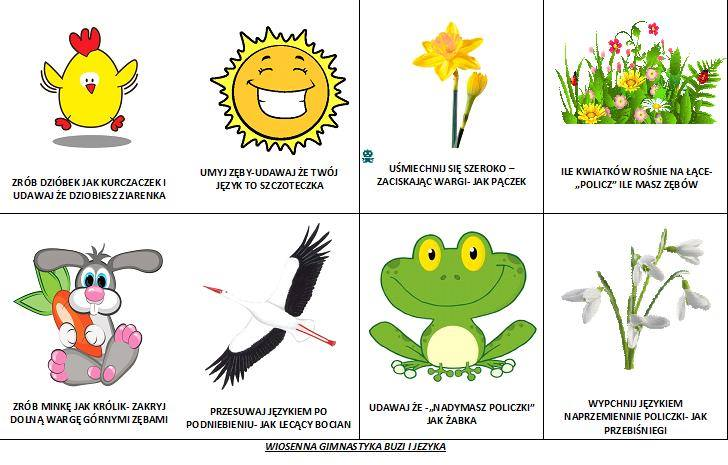 ZRÓB DZIÓBEK JAK KURCZACZEK I
UDAWAJ ŻE DZIOBIESZ ZIARENKA
UMYJ ZĘBY-UDAWAJ ŻE TWÓJ
JĘZYK TO SZCZOTECZKA
UŚMIECHNIJ SIĘ SZEROKO –
ZACISKAJĄC WARGI- JAK PĄCZEK
ILE KWIATKÓW ROŚNIE NA ŁĄCE-
„POLICZ” ILE MASZ ZĘBÓW
ZRÓB MINKĘ JAK KRÓLIK- ZAKRYJ
DOLNĄ WARGĘ GÓRNYMI ZĘBAMI
PRZESUWAJ JĘZYKIEM PO
PODNIEBIENIU- JAK LECĄCY BOCIAN
UDAWAJ ŻE -„NADYMASZ POLICZKI”
JAK ŻABKA
WYPCHNIJ JĘZYKIEM
NAPRZEMIENNIE POLICZKI- JAK
PRZEBIŚNIEGI
WIOSENNA GIMNASTYKA BUZI I JEZYKA